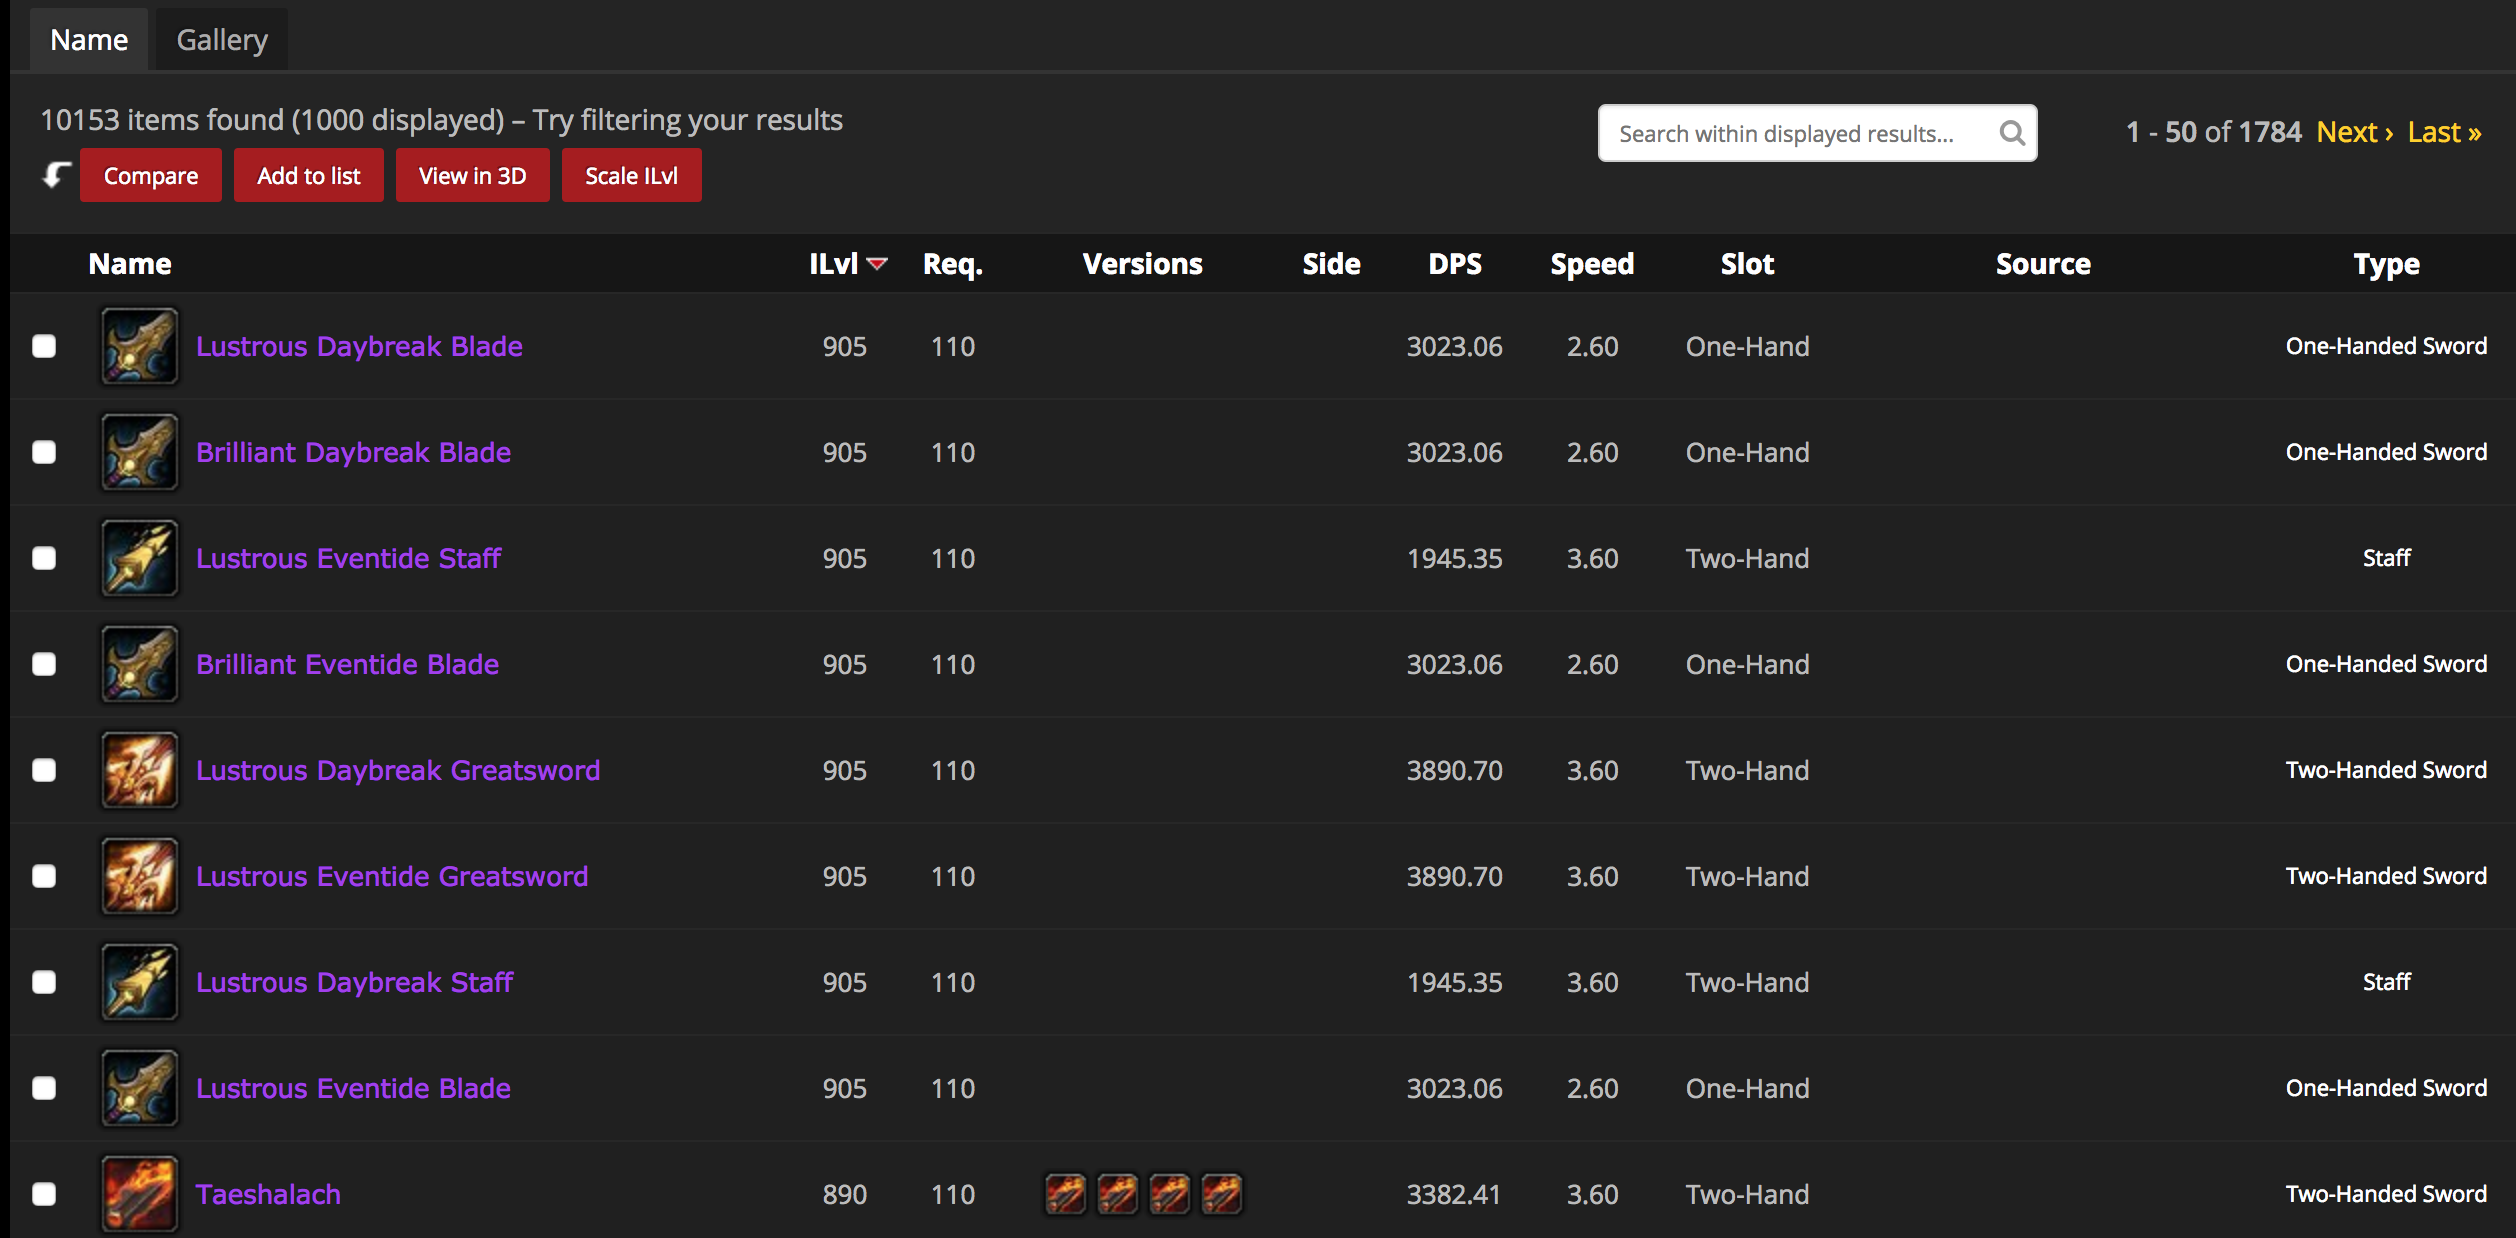 Name Gallery
10153 items found (1000 displayed) – Try filtering your results
Search within displayed results...
1 - 50 of 1784 Next › Last »
Compare Add to list View in 3D Scale ILvl
Name ILvl Req. Versions Side DPS Speed Slot Source Type
Lustrous Daybreak Blade 905 110 3023.06 2.60 One-Hand One-Handed Sword
Brilliant Daybreak Blade 905 110 3023.06 2.60 One-Hand One-Handed Sword
Lustrous Eventide Staff 905 110 1945.35 3.60 Two-Hand Staff
Brilliant Eventide Blade 905 110 3023.06 2.60 One-Hand One-Handed Sword
Lustrous Daybreak Greatsword 905 110 3890.70 3.60 Two-Hand Two-Handed Sword
Lustrous Eventide Greatsword 905 110 3890.70 3.60 Two-Hand Two-Handed Sword
Lustrous Daybreak Staff 905 110 1945.35 3.60 Two-Hand Staff
Lustrous Eventide Blade 905 110 3023.06 2.60 One-Hand One-Handed Sword
Taeshalach 890 110 3382.41 3.60 Two-Hand Two-Handed Sword